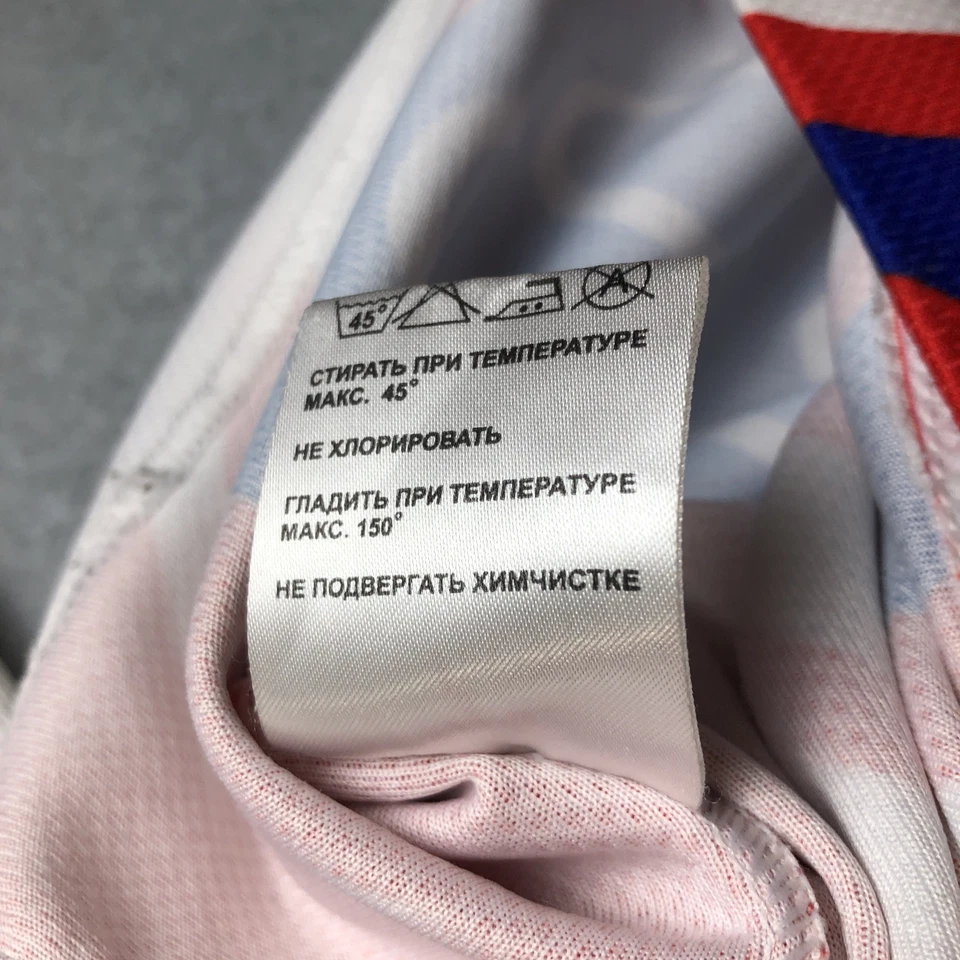 45°
A
СТИРАТЬ ПРИ ТЕМПЕРАТУРЕ
МАКС. 45°
НЕ ХЛОРИРОВАТЬ
ГЛАДИТЬ ПРИ ТЕМПЕРАТУРЕ
МАКС. 150°
НЕ ПОДВЕРГАТЬ ХИМЧИСТКЕ